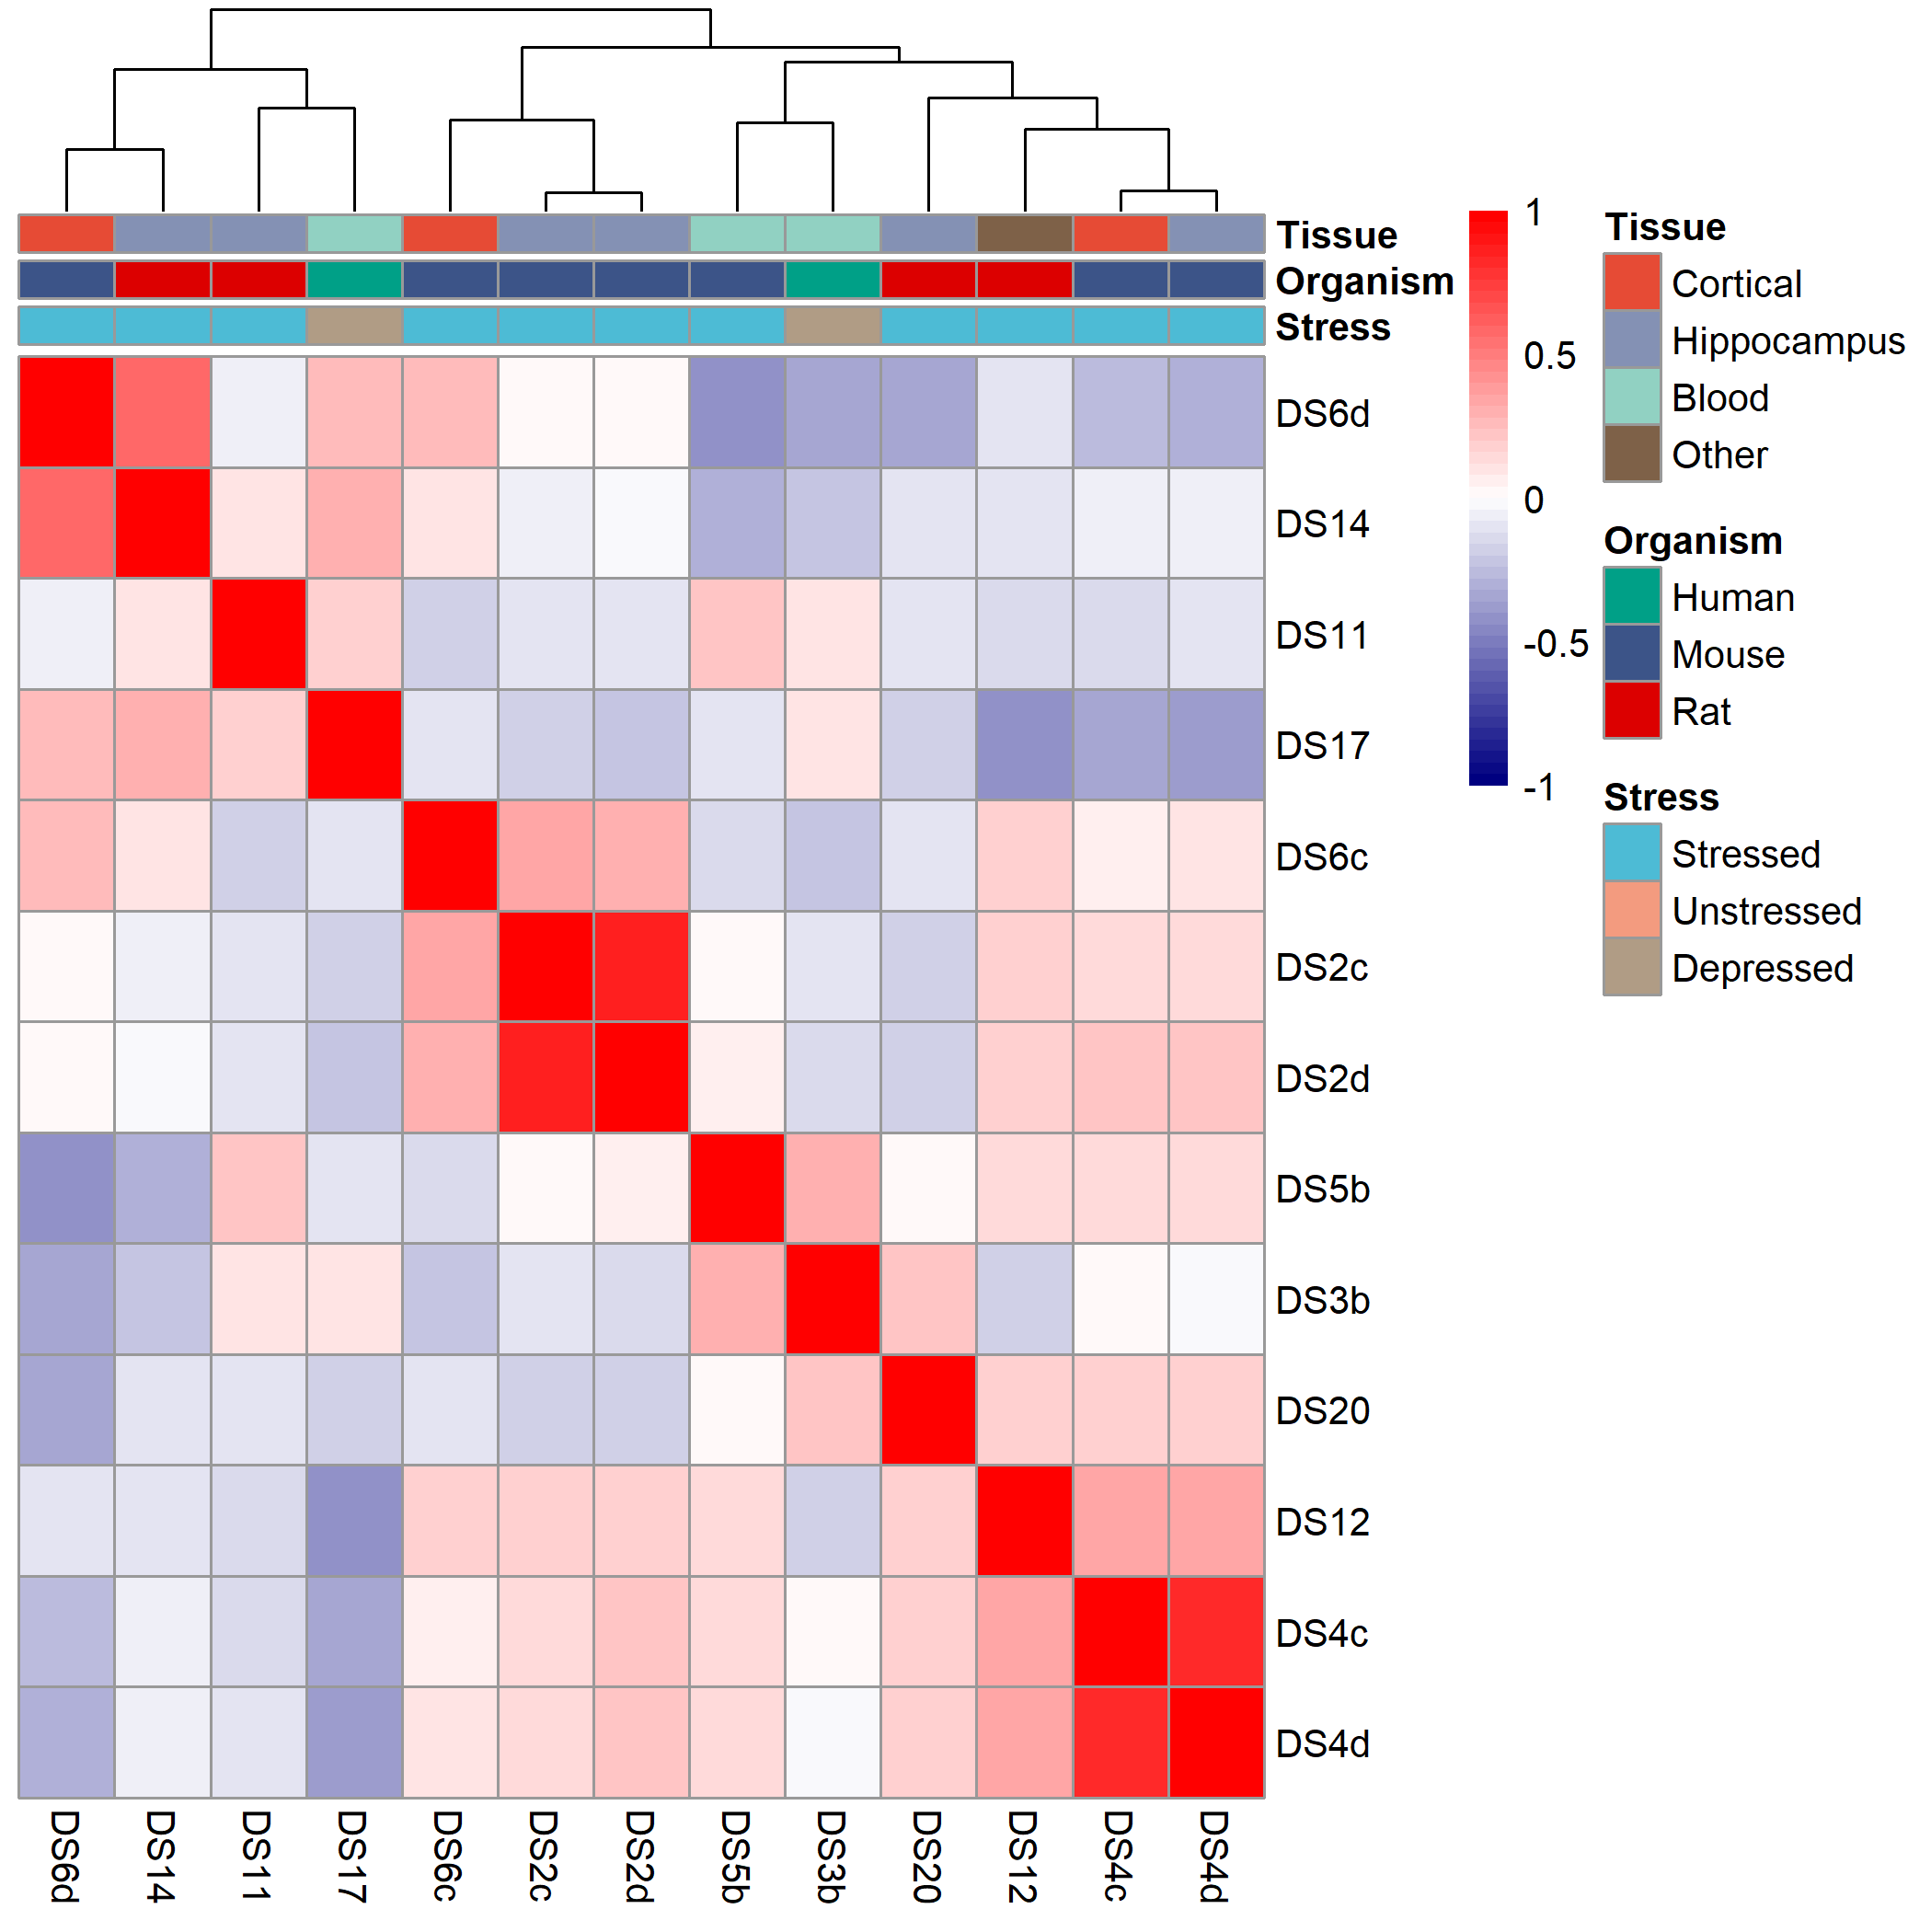 Tissue
Organism
Stress
DS6d
DS14
DS11
DS17
DS6c
DS2c
DS2d
DS5b
DS3b
DS20
DS12
DS4c
DS4d
DS6d
DS14
DS11
DS17
DS6c
DS2c
DS2d
DS5b
DS3b
DS20
DS12
DS4c
DS4d
1
0.5
0
-0.5
-1
Tissue
Cortical
Hippocampus
Blood
Other
Organism
Human
Mouse
Rat
Stress
Stressed
Unstressed
Depressed